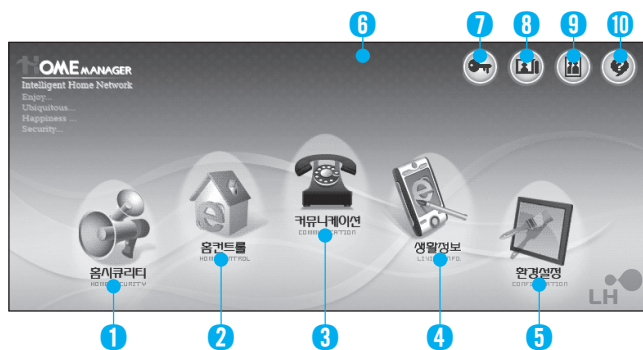 6 7 8 9 10
HOME MANAGER
Intelligent Home Network
Enjoy...
Ubiquitous...
Happiness ...
Security...
커뮤니케이션
COMMUNICATION
홈컨트롤
HOME CONTROL
생활정보
LIVING INFO.
홈시큐리티
HOME SECURITY
환경설정
CONFIGURATION
LH
1 2 3 4 5